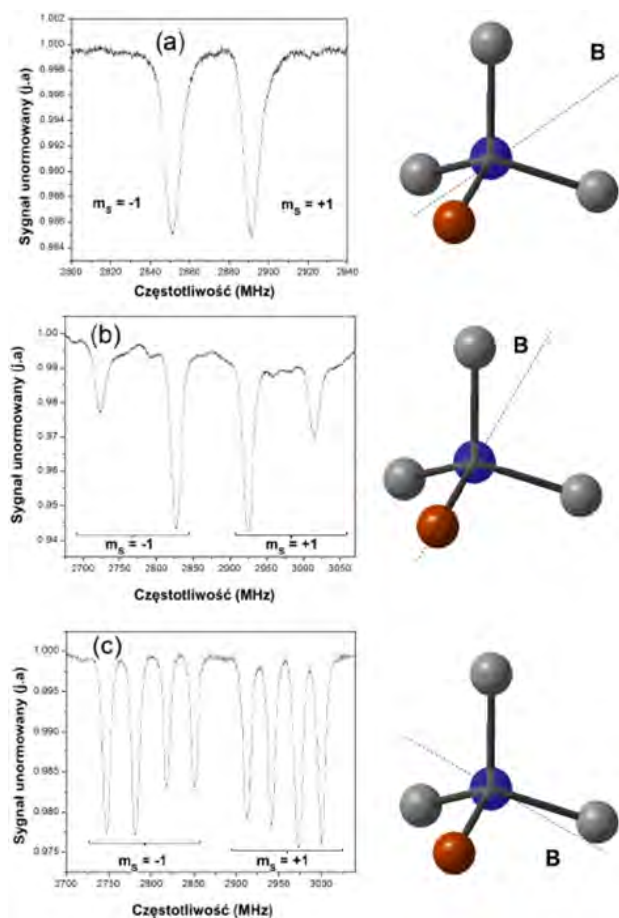 (a)
B
Sygnał unormowany (j.a)
1.002
1.000
0.998
0.996
0.994
0.992
0.990
0.988
0.986
0.984
m_s = -1 m_s = +1
2800 2820 2840 2860 2880 2900 2920 2940
Częstotliwość (MHz)
(b)
B
Sygnał unormowany (j.a)
1.00
0.99
0.98
0.97
0.96
0.95
0.94
m_s = -1 m_s = +1
2700 2750 2800 2850 2900 2950 3000 3050
Częstotliwość (MHz)
(c)
B
Sygnał unormowany (j.a)
1.000
0.995
0.990
0.985
0.980
0.975
m_s = -1 m_s = +1
2700 2750 2800 2850 2900 2950 3000
Częstotliwość (MHz)